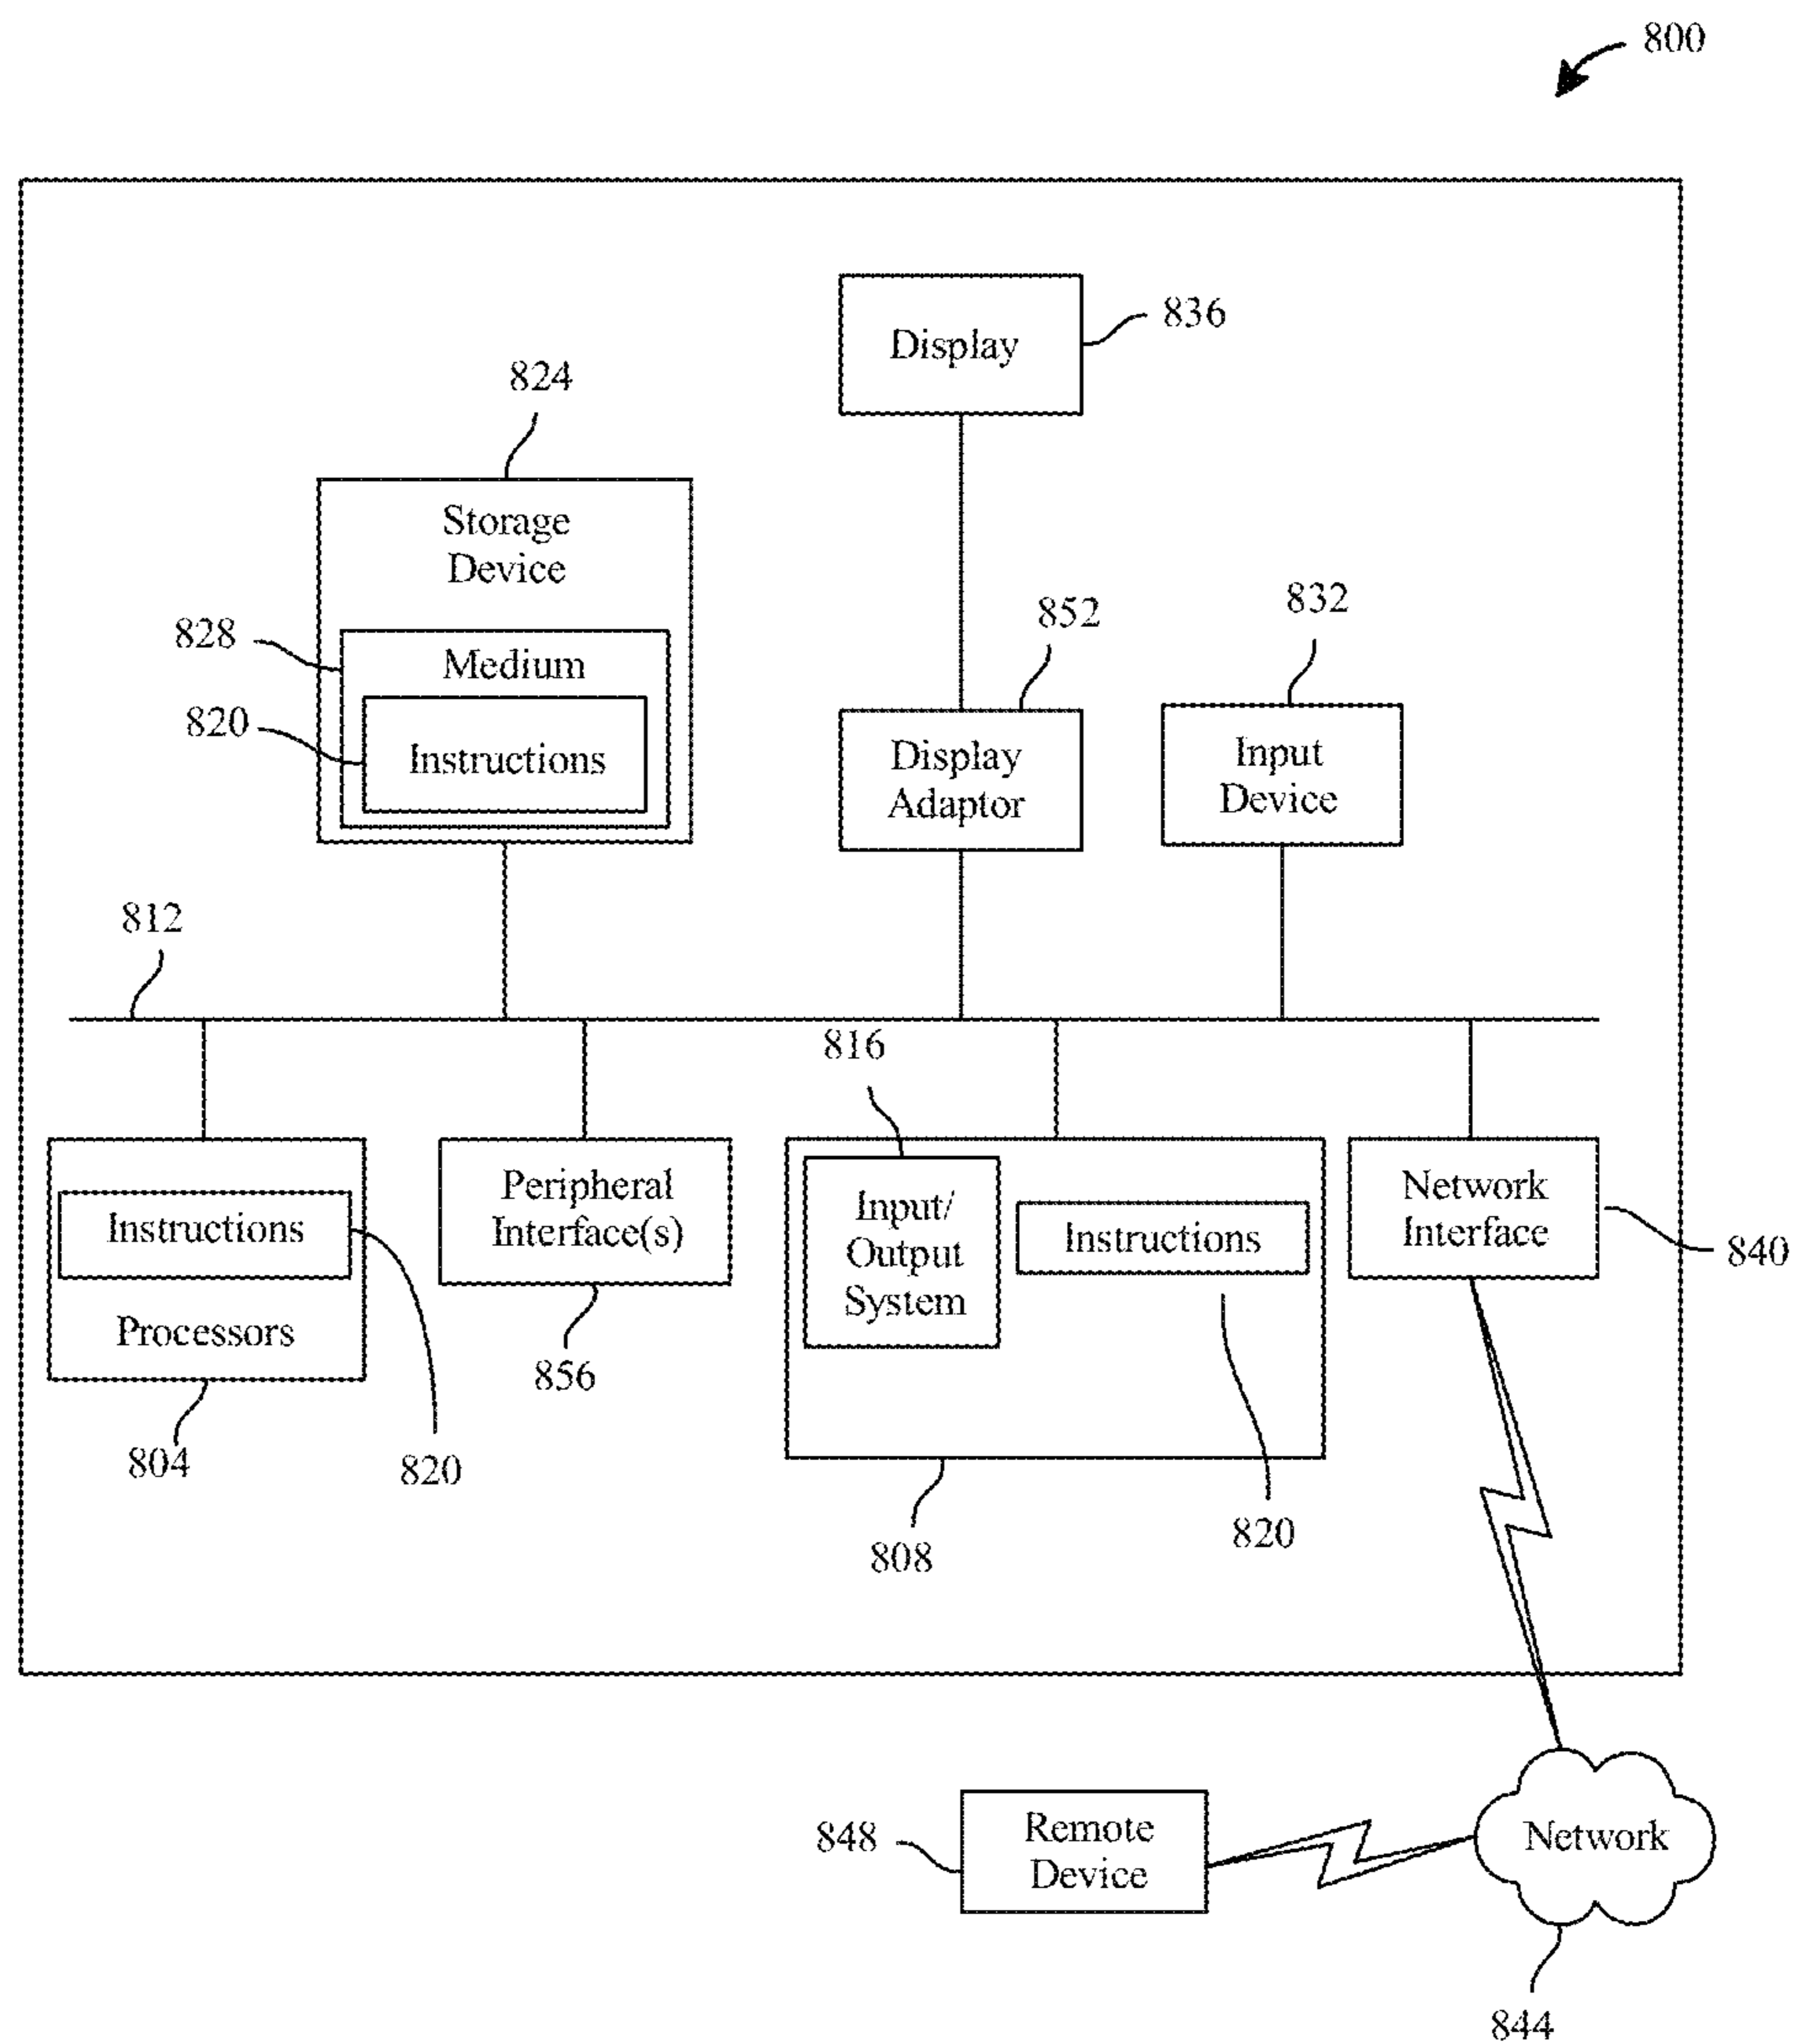 800
836
Display
824
Storage
Device
828
Medium
820
Instructions
852
Display
Adaptor
832
Input
Device
812
816
Instructions
Processors
804
820
Peripheral
Interface(s)
856
Input/
Output
System
Instructions
808
820
Network
Interface
840
848
Remote
Device
Network
844